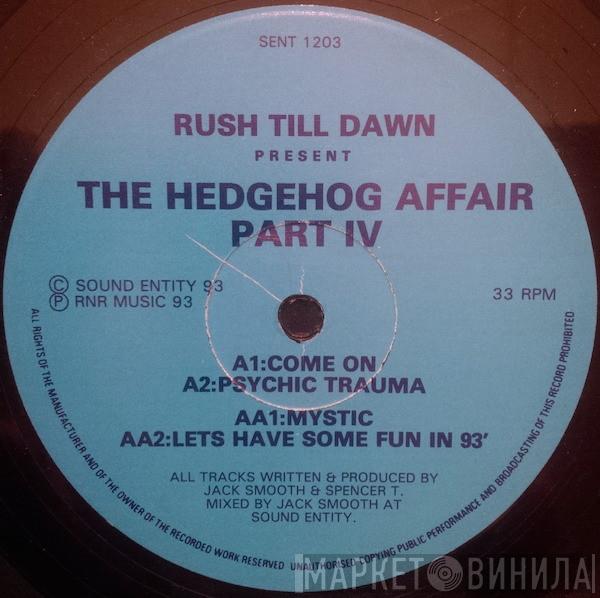 SENT 1203
RUSH TILL DAWN
PRESENT
THE HEDGEHOG AFFAIR
PART IV
© SOUND ENTITY 93
℗ RNR MUSIC 93
33 RPM
A1:COME ON
A2:PSYCHIC TRAUMA
AA1:MYSTIC
AA2:LETS HAVE SOME FUN IN 93'
ALL TRACKS WRITTEN & PRODUCED BY
JACK SMOOTH & SPENCER T.
MIXED BY JACK SMOOTH AT
SOUND ENTITY.
ALL RIGHTS OF THE MANUFACTURER AND OF THE OWNER OF THE RECORDED WORK RESERVED UNAUTHORISED COPYING PUBLIC PERFORMANCE AND BROADCASTING OF THIS RECORD PROHIBITED
МАРКЕТ ВИНИЛА